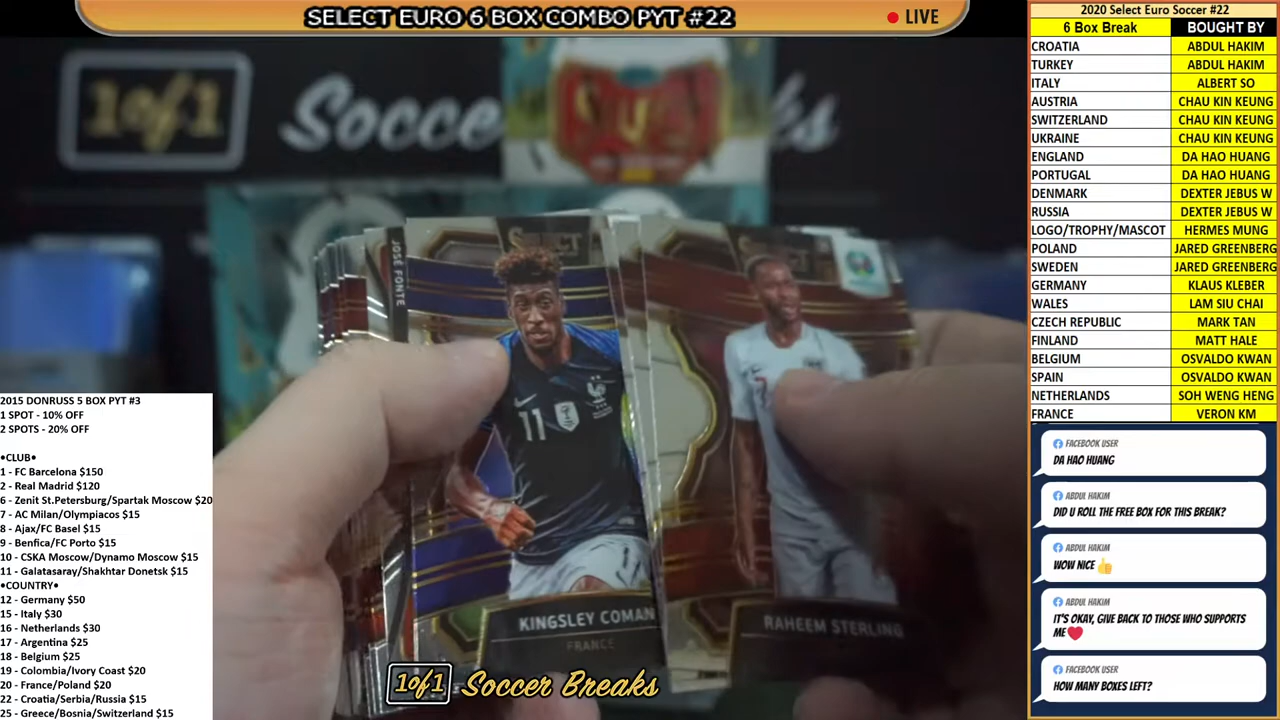 SELECT EURO 6 BOX COMBO PYT #22
LIVE
1of1
Socce
ks
JOSÉ FONTE
SELECT
11
KINGSLEY COMAN
FRANCE
7
RAHEEM STERLING
1of1 Soccer Breaks
2015 DONRUSS 5 BOX PYT #3
1 SPOT - 10% OFF
2 SPOTS - 20% OFF
•CLUB•
1 - FC Barcelona $150
2 - Real Madrid $120
6 - Zenit St.Petersburg/Spartak Moscow $20
7 - AC Milan/Olympiacos $15
8 - Ajax/FC Basel $15
9 - Benfica/FC Porto $15
10 - CSKA Moscow/Dynamo Moscow $15
11 - Galatasaray/Shakhtar Donetsk $15
•COUNTRY•
12 - Germany $50
15 - Italy $30
16 - Netherlands $30
17 - Argentina $25
18 - Belgium $25
19 - Colombia/Ivory Coast $20
20 - France/Poland $20
22 - Croatia/Serbia/Russia $15
25 - Greece/Bosnia/Switzerland $15
2020 Select Euro Soccer #22
6 Box Break BOUGHT BY
CROATIA ABDUL HAKIM
TURKEY ABDUL HAKIM
ITALY ALBERT SO
AUSTRIA CHAU KIN KEUNG
SWITZERLAND CHAU KIN KEUNG
UKRAINE CHAU KIN KEUNG
ENGLAND DA HAO HUANG
PORTUGAL DA HAO HUANG
DENMARK DEXTER JEBUS W
RUSSIA DEXTER JEBUS W
LOGO/TROPHY/MASCOT HERMES MUNG
POLAND JARED GREENBERG
SWEDEN JARED GREENBERG
GERMANY KLAUS KLEBER
WALES LAM SIU CHAI
CZECH REPUBLIC MARK TAN
FINLAND MATT HALE
BELGIUM OSVALDO KWAN
SPAIN OSVALDO KWAN
NETHERLANDS SOH WENG HENG
FRANCE VERON KM
FACEBOOK USER
DA HAO HUANG
ABDUL HAKIM
DID U ROLL THE FREE BOX FOR THIS BREAK?
ABDUL HAKIM
WOW NICE 👍
ABDUL HAKIM
IT'S OKAY, GIVE BACK TO THOSE WHO SUPPORTS
ME❤️
FACEBOOK USER
HOW MANY BOXES LEFT?